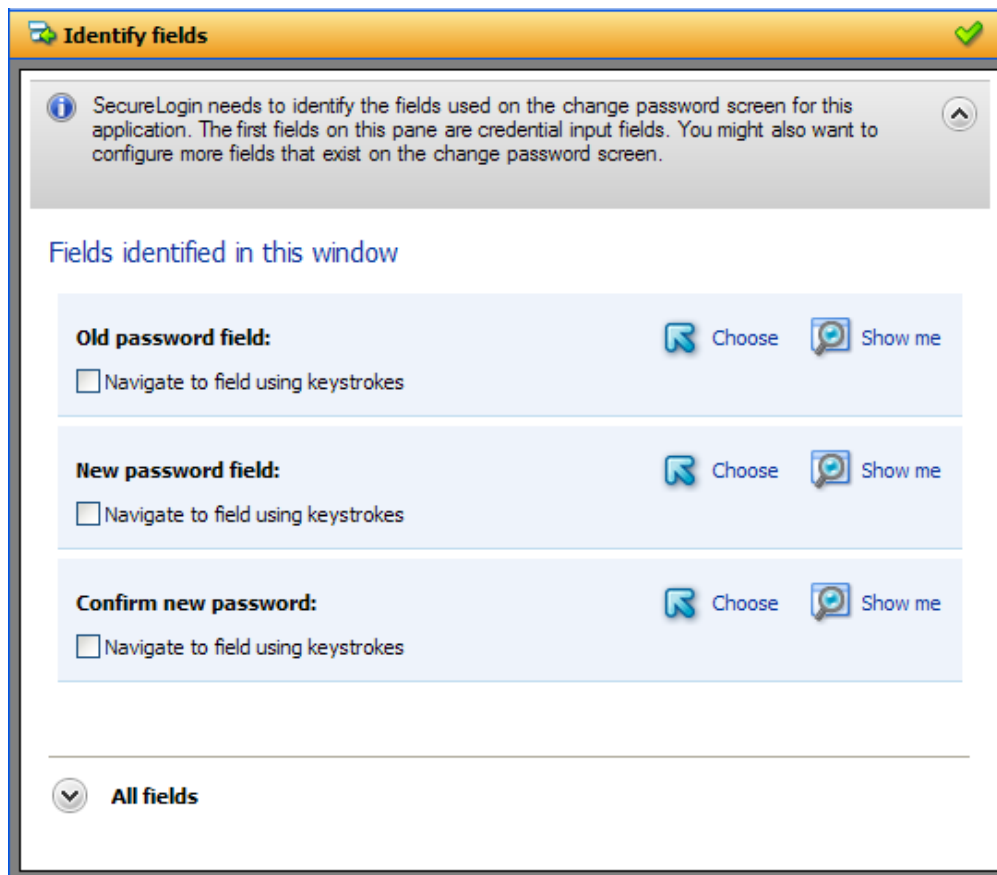 Identify fields
SecureLogin needs to identify the fields used on the change password screen for this
application. The first fields on this pane are credential input fields. You might also want to
configure more fields that exist on the change password screen.
Fields identified in this window
Old password field:
Choose
Show me
Navigate to field using keystrokes
New password field:
Choose
Show me
Navigate to field using keystrokes
Confirm new password:
Choose
Show me
Navigate to field using keystrokes
All fields